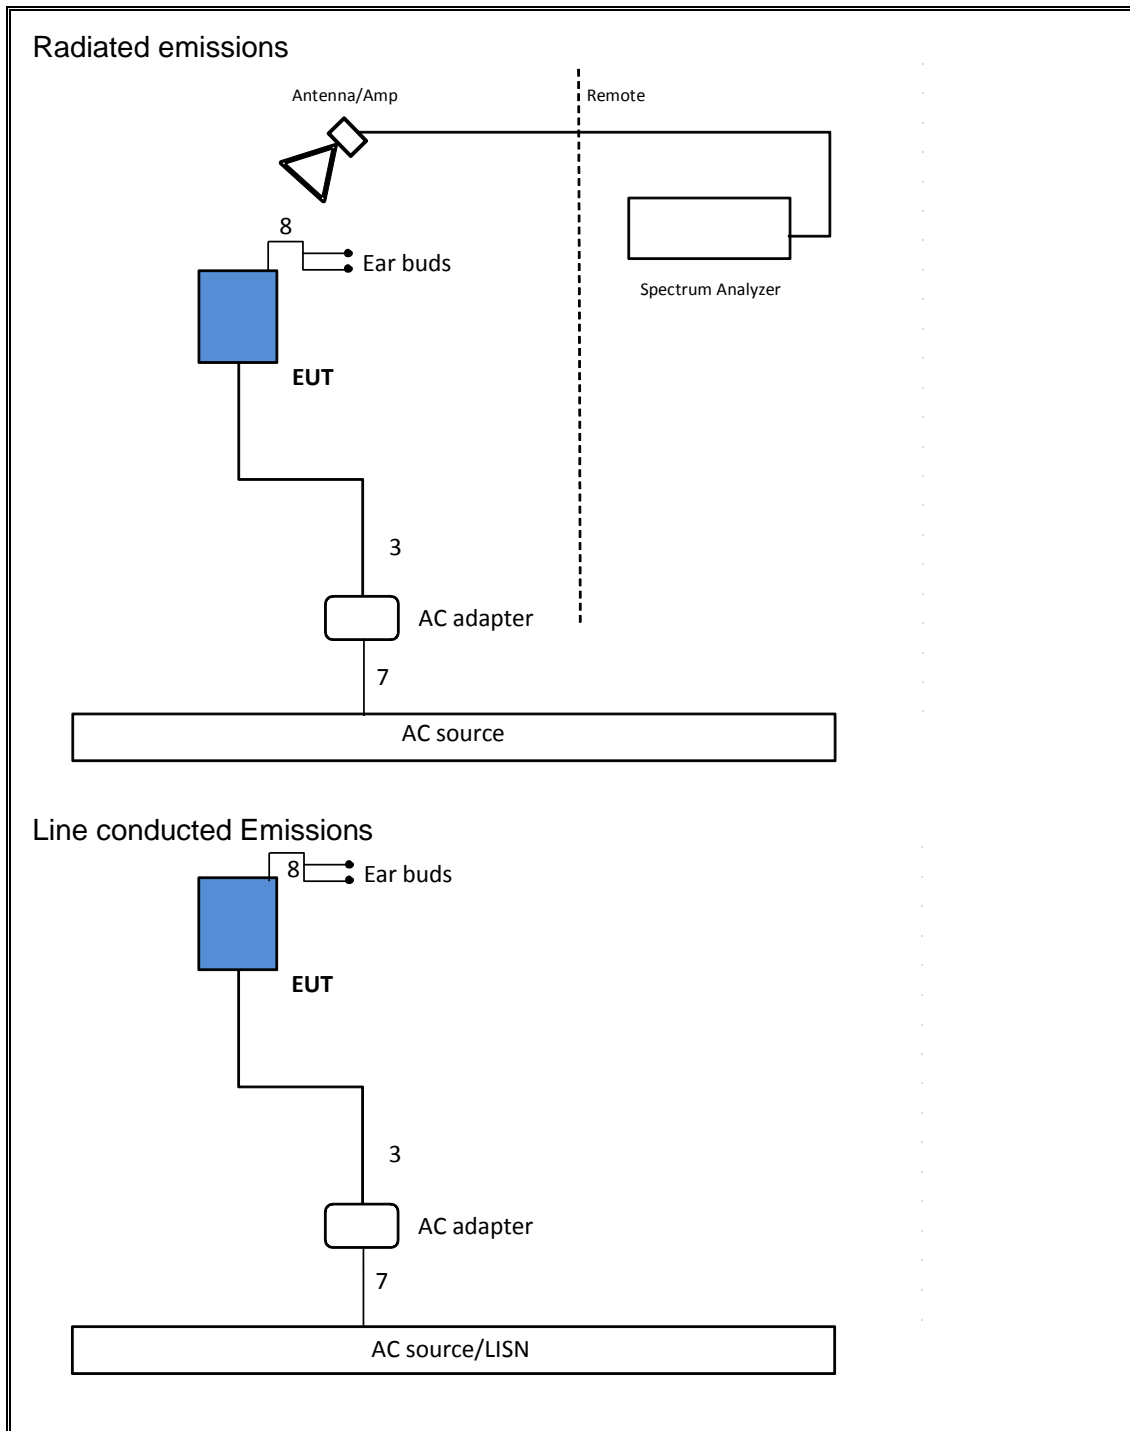 Radiated emissions
Antenna/Amp
Remote
8
Ear buds
Spectrum Analyzer
EUT
3
AC adapter
7
AC source
Line conducted Emissions
8
Ear buds
EUT
3
AC adapter
7
AC source/LISN